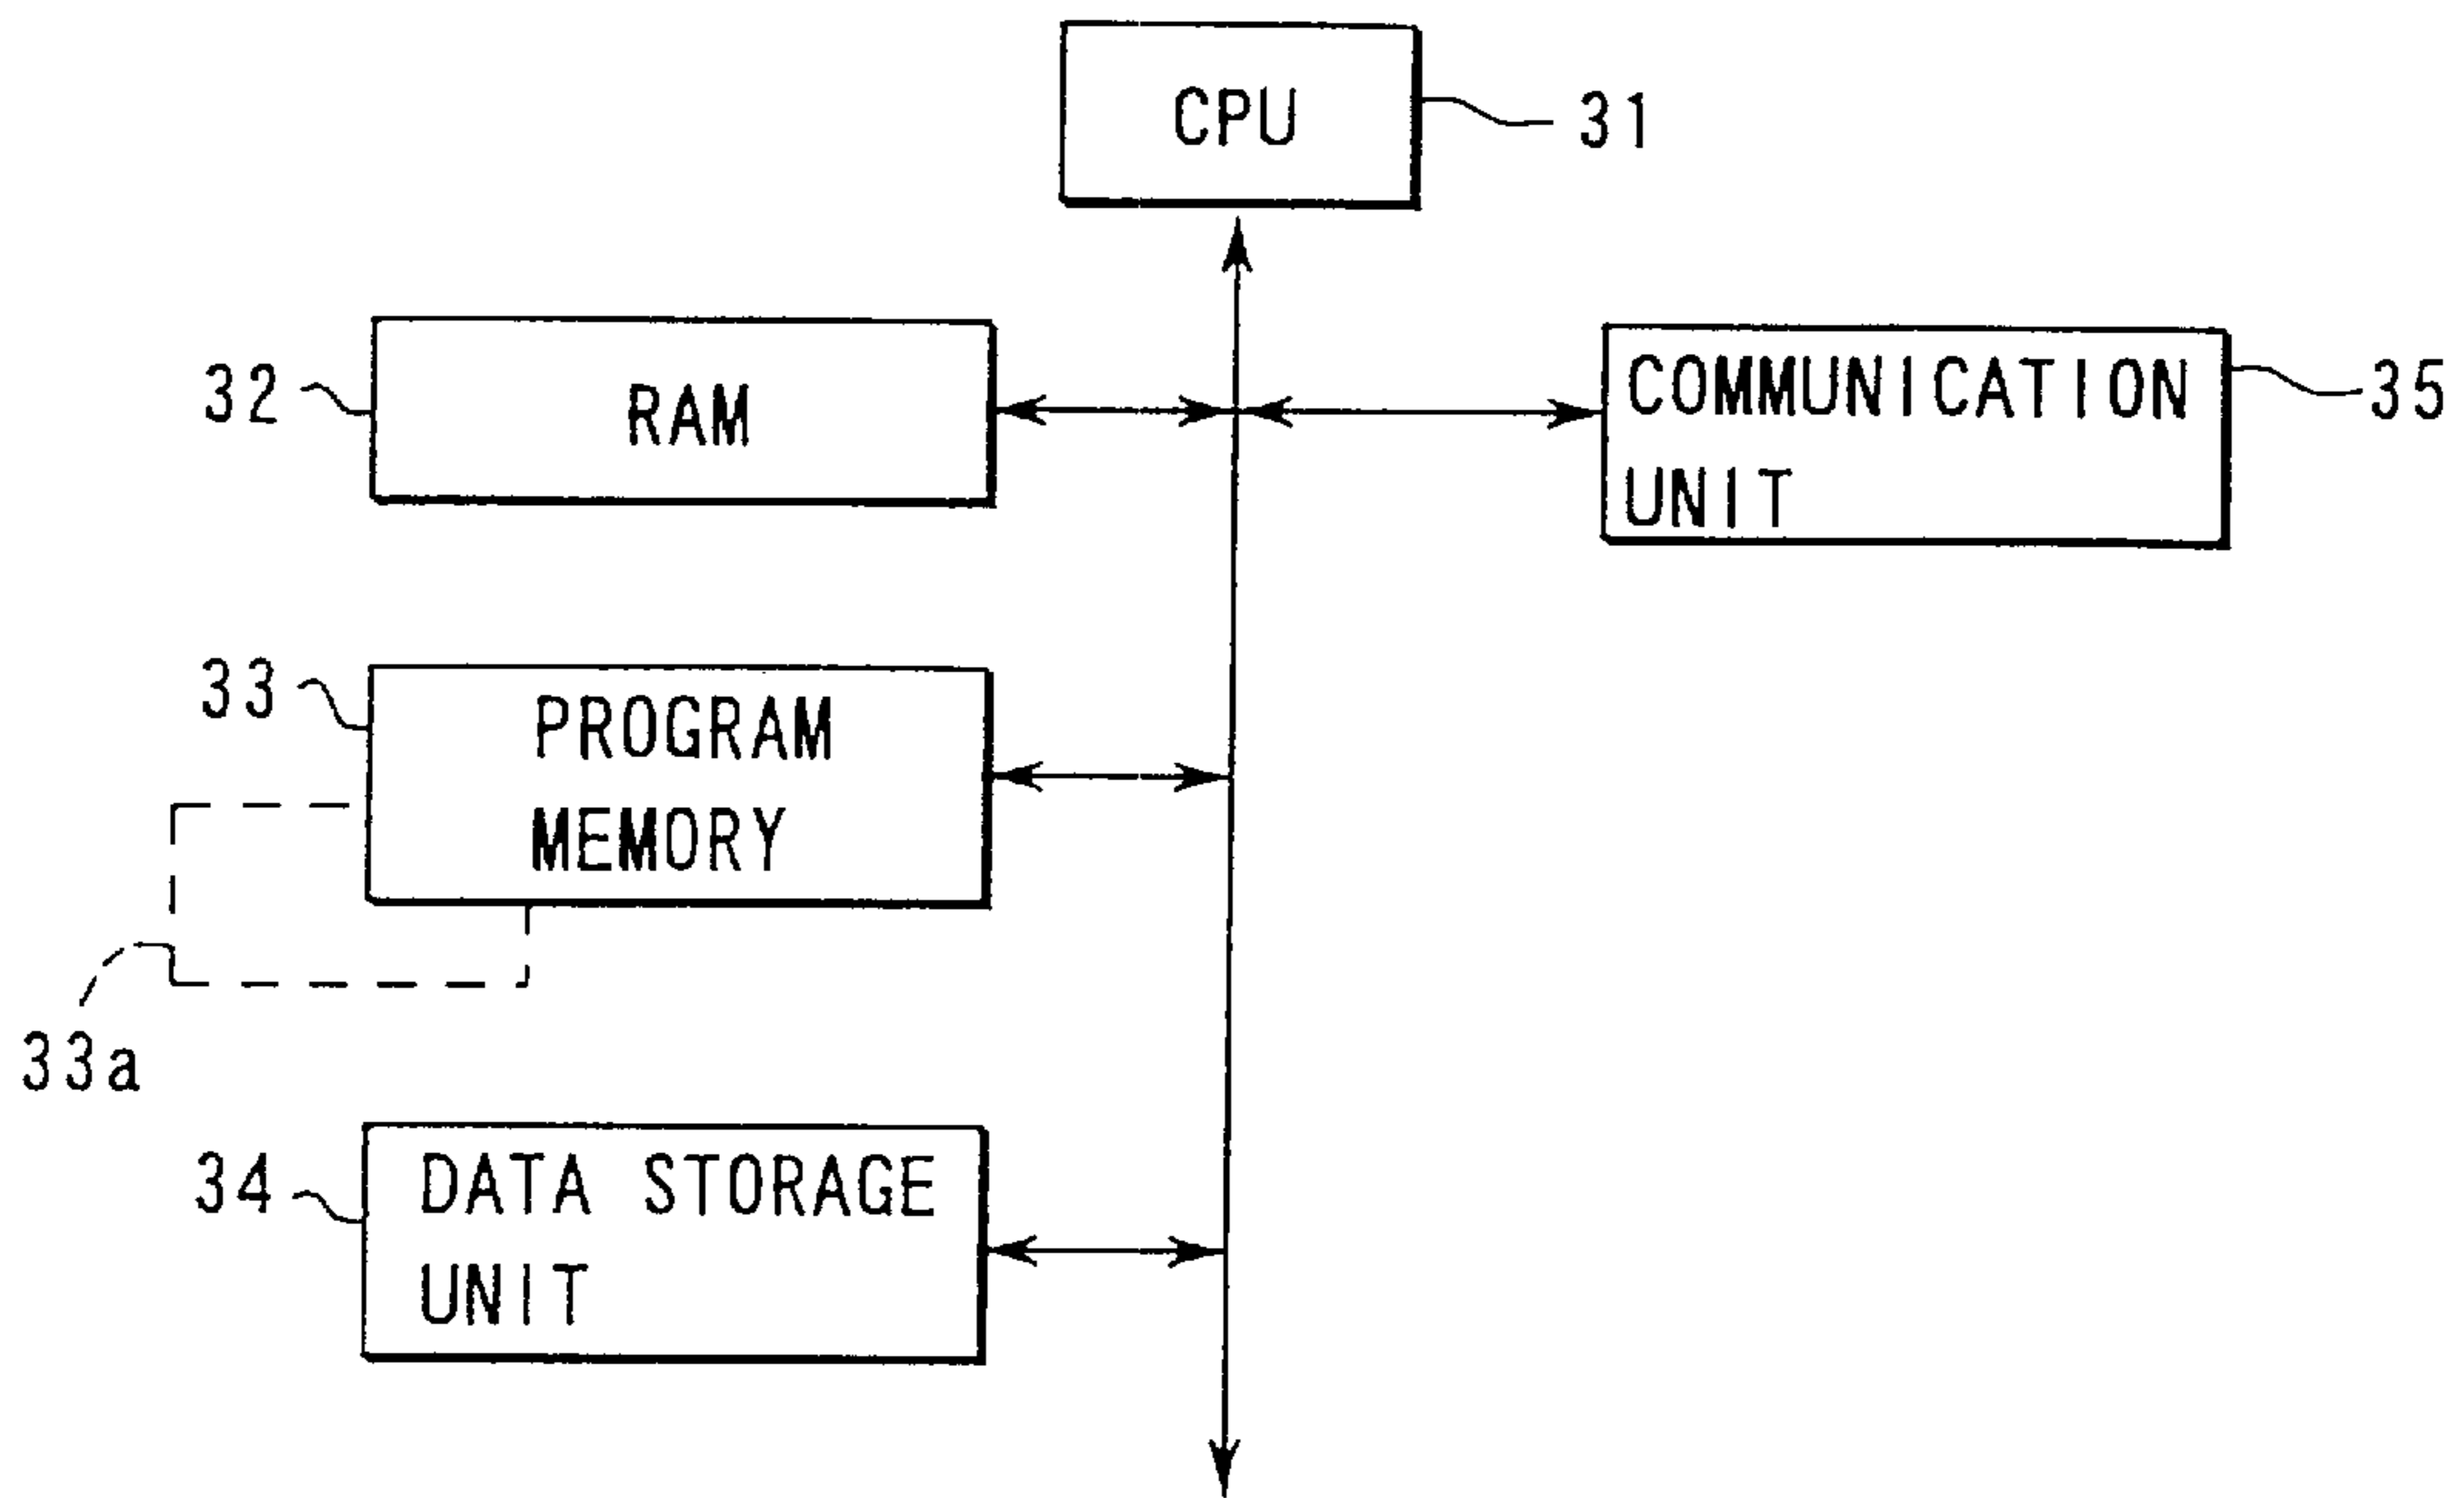 CPU
31
32
RAM
COMMUNICATION
UNIT
35
33
PROGRAM
MEMORY
33a
34
DATA STORAGE
UNIT